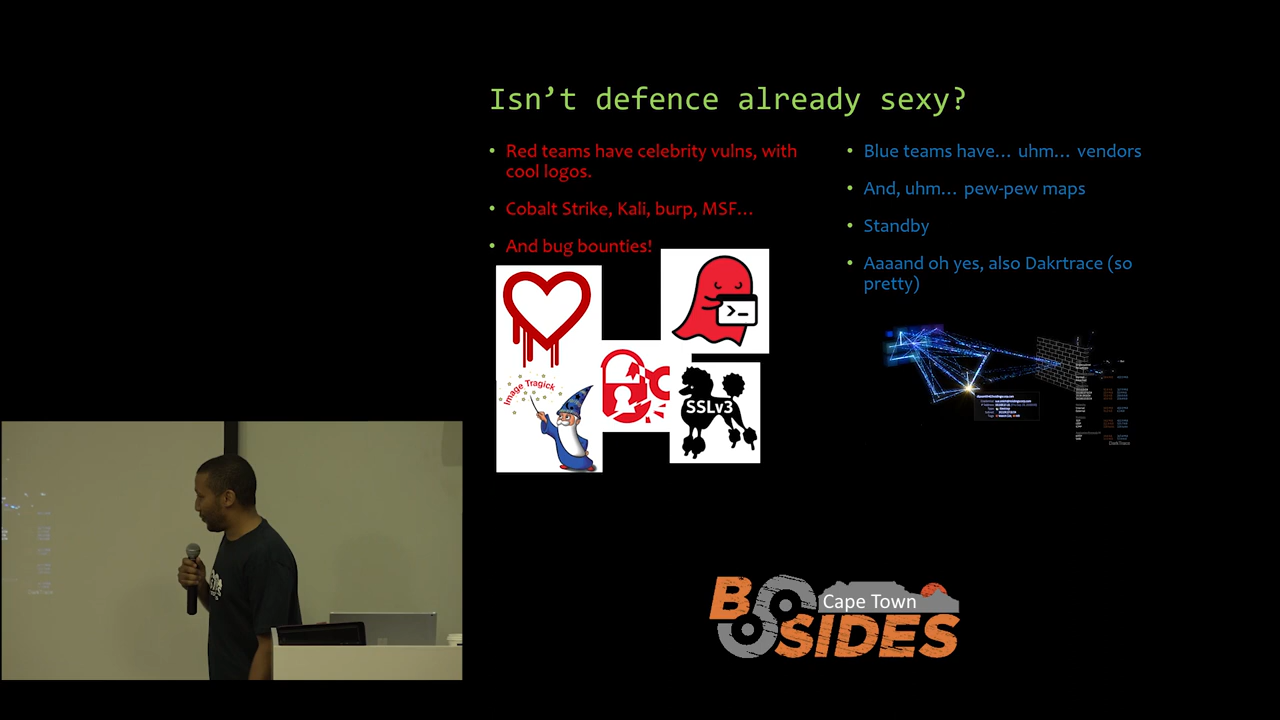 Isn't defence already sexy?
• Red teams have celebrity vulns, with
cool logos.
• Cobalt Strike, Kali, burp, MSF...
• And bug bounties!
• Blue teams have... uhm... vendors
• And, uhm... pew-pew maps
• Standby
• Aaaand oh yes, also Dakrtrace (so
pretty)
>_
Image Tragick
SSLv3
DarkTrace
Cape Town
BSIDES